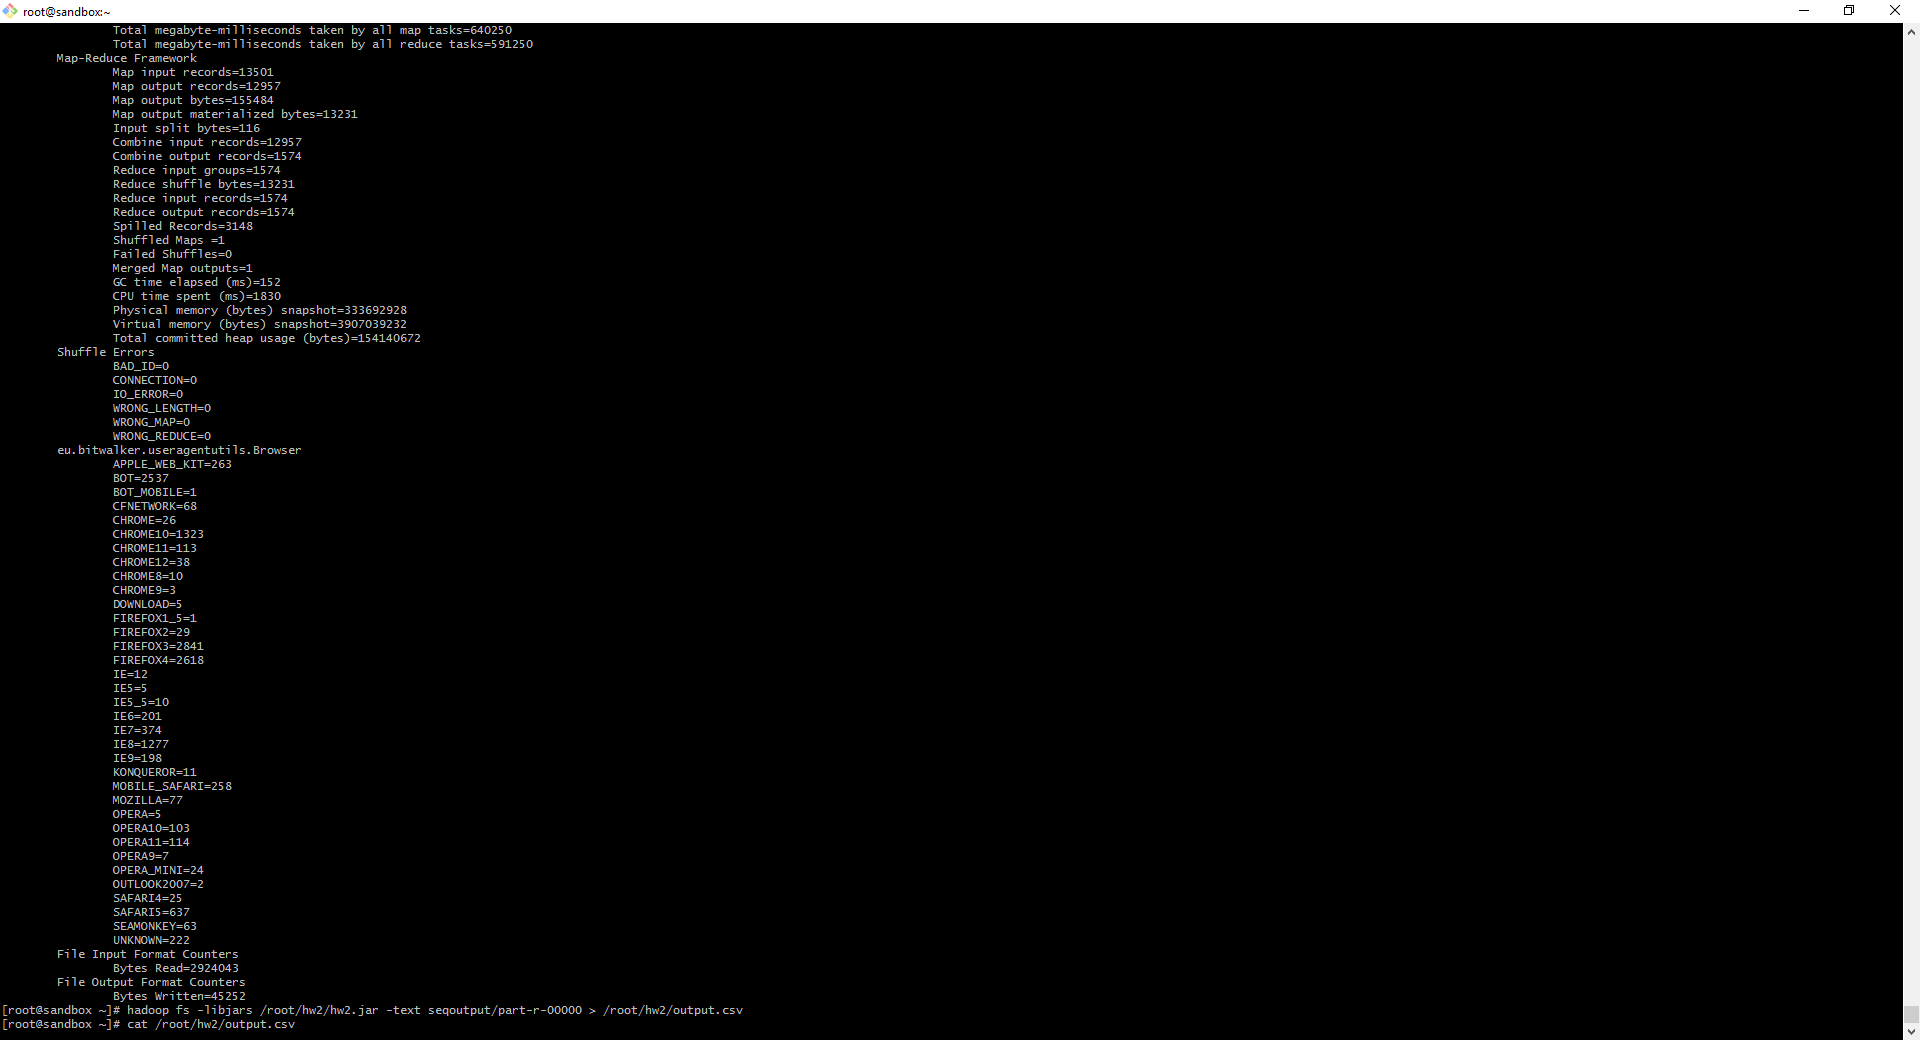 root@sandbox:~
Total megabyte-milliseconds taken by all map tasks=640250
Total megabyte-milliseconds taken by all reduce tasks=591250
Map-Reduce Framework
Map input records=13501
Map output records=12957
Map output bytes=155484
Map output materialized bytes=13231
Input split bytes=116
Combine input records=12957
Combine output records=1574
Reduce input groups=1574
Reduce shuffle bytes=13231
Reduce input records=1574
Reduce output records=1574
Spilled Records=3148
Shuffled Maps =1
Failed Shuffles=0
Merged Map outputs=1
GC time elapsed (ms)=152
CPU time spent (ms)=1830
Physical memory (bytes) snapshot=333692928
Virtual memory (bytes) snapshot=3907039232
Total committed heap usage (bytes)=154140672
Shuffle Errors
BAD_ID=0
CONNECTION=0
IO_ERROR=0
WRONG_LENGTH=0
WRONG_MAP=0
WRONG_REDUCE=0
eu.bitwalker.useragentutils.Browser
APPLE_WEB_KIT=263
BOT=2537
BOT_MOBILE=1
CFNETWORK=68
CHROME=26
CHROME10=1323
CHROME11=113
CHROME12=38
CHROME8=10
CHROME9=3
DOWNLOAD=5
FIREFOX1_5=1
FIREFOX2=29
FIREFOX3=2841
FIREFOX4=2618
IE=12
IE5=5
IE5_5=10
IE6=201
IE7=374
IE8=1277
IE9=198
KONQUEROR=11
MOBILE_SAFARI=258
MOZILLA=77
OPERA=5
OPERA10=103
OPERA11=114
OPERA9=7
OPERA_MINI=24
OUTLOOK2007=2
SAFARI4=25
SAFARI5=637
SEAMONKEY=63
UNKNOWN=222
File Input Format Counters
Bytes Read=2924043
File Output Format Counters
Bytes Written=45252
[root@sandbox ~]# hadoop fs -libjars /root/hw2/hw2.jar -text seqoutput/part-r-00000 > /root/hw2/output.csv
[root@sandbox ~]# cat /root/hw2/output.csv